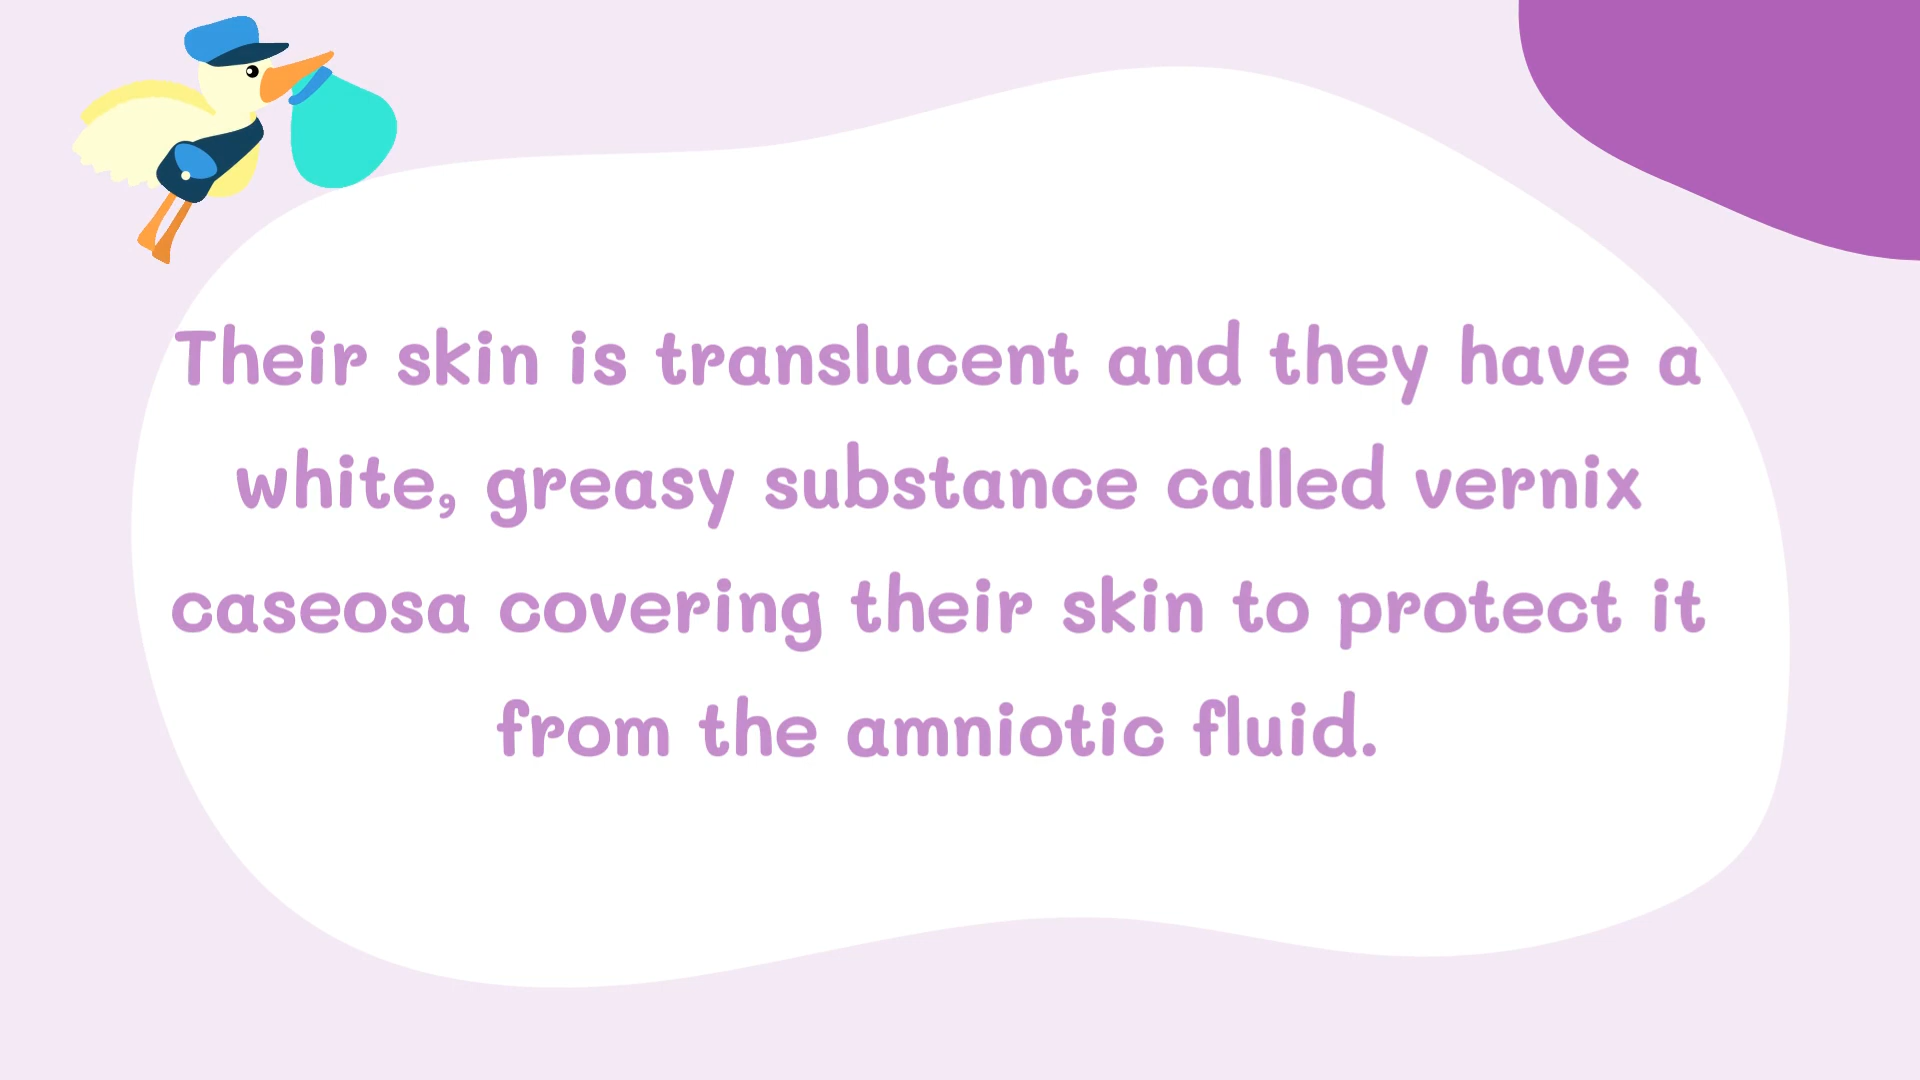 Their skin is translucent and they have a
white, greasy substance called vernix
caseosa covering their skin to protect it
from the amniotic fluid.